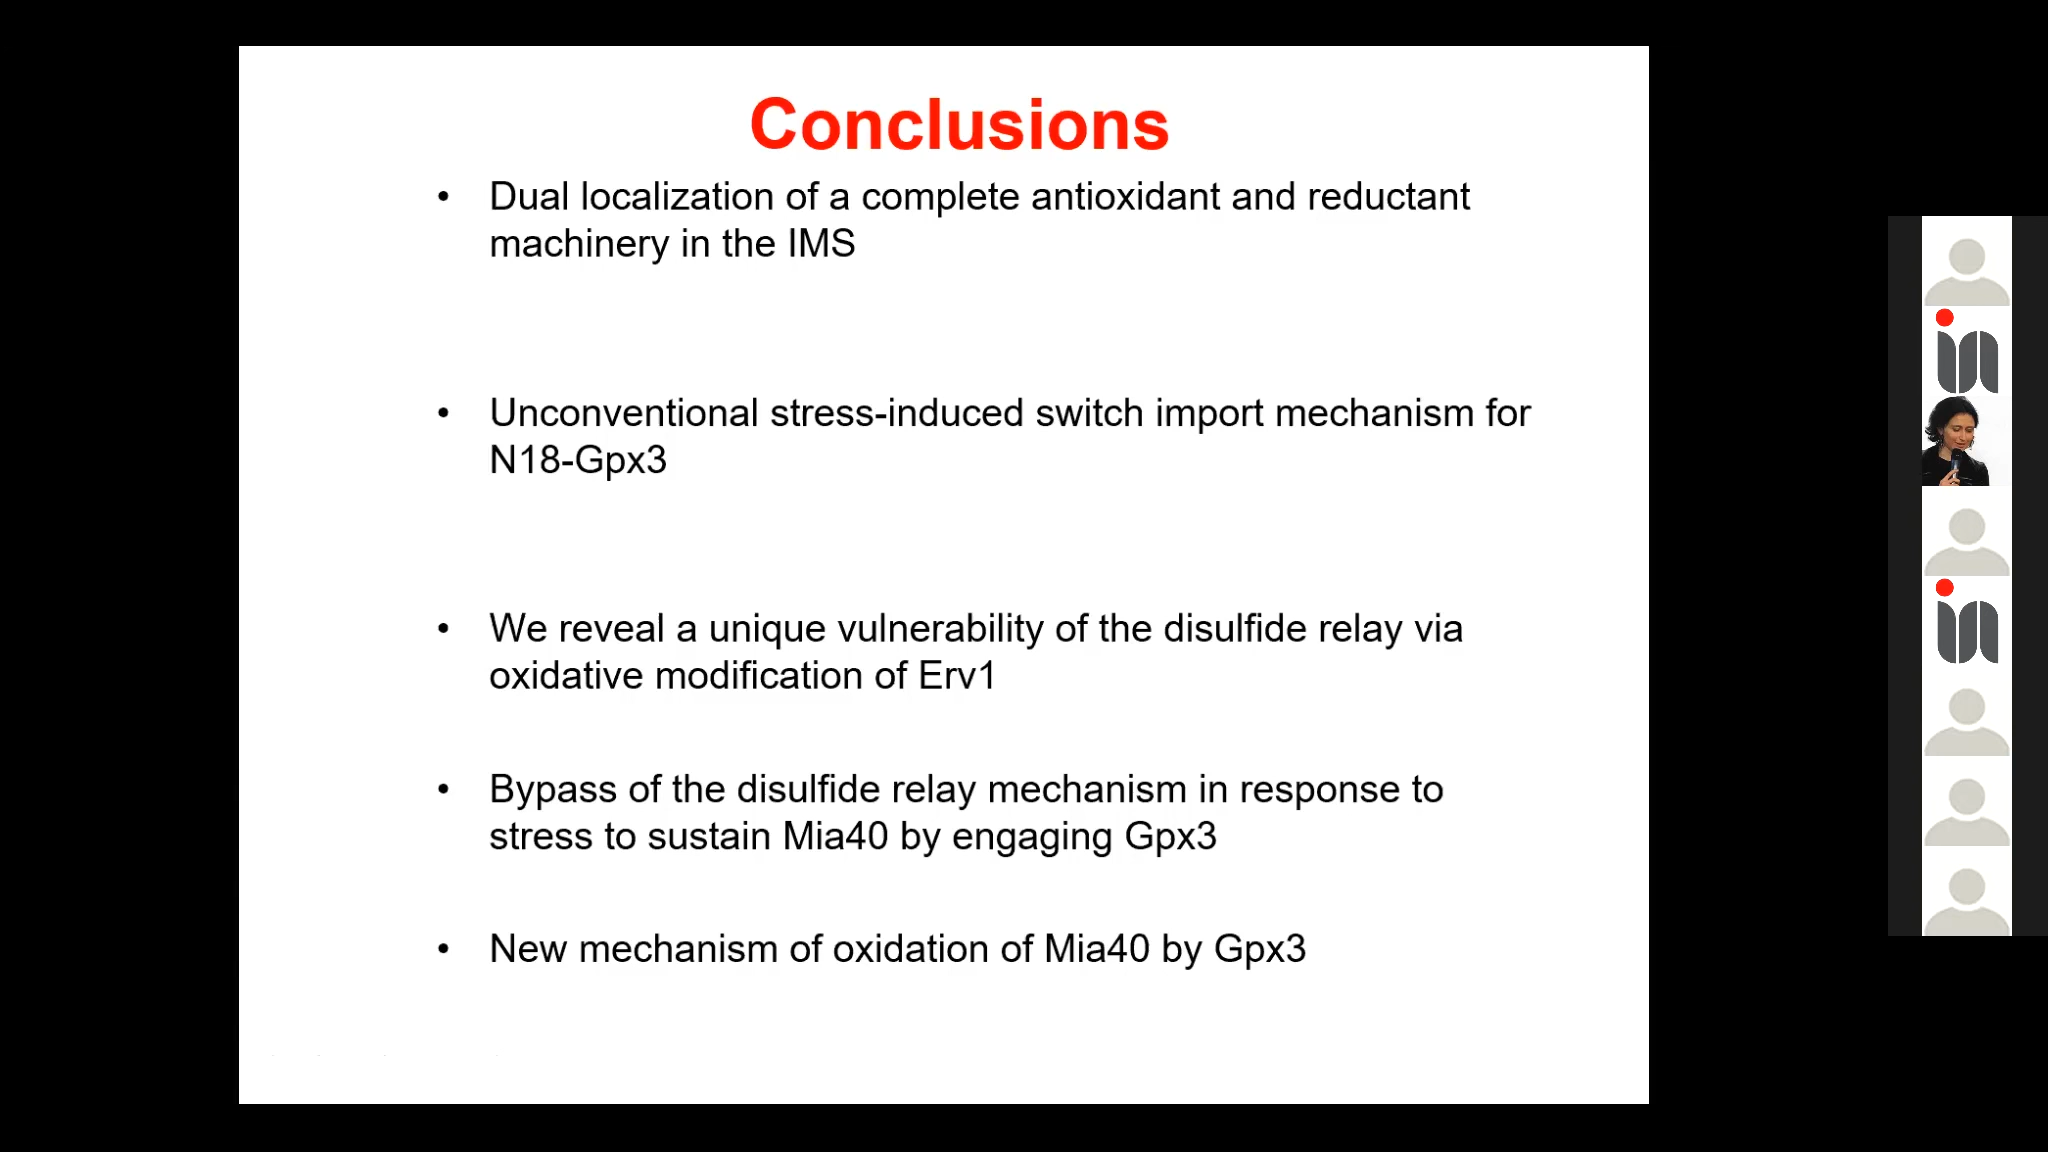 Conclusions
• Dual localization of a complete antioxidant and reductant
machinery in the IMS
• Unconventional stress-induced switch import mechanism for
N18-Gpx3
• We reveal a unique vulnerability of the disulfide relay via
oxidative modification of Erv1
• Bypass of the disulfide relay mechanism in response to
stress to sustain Mia40 by engaging Gpx3
• New mechanism of oxidation of Mia40 by Gpx3